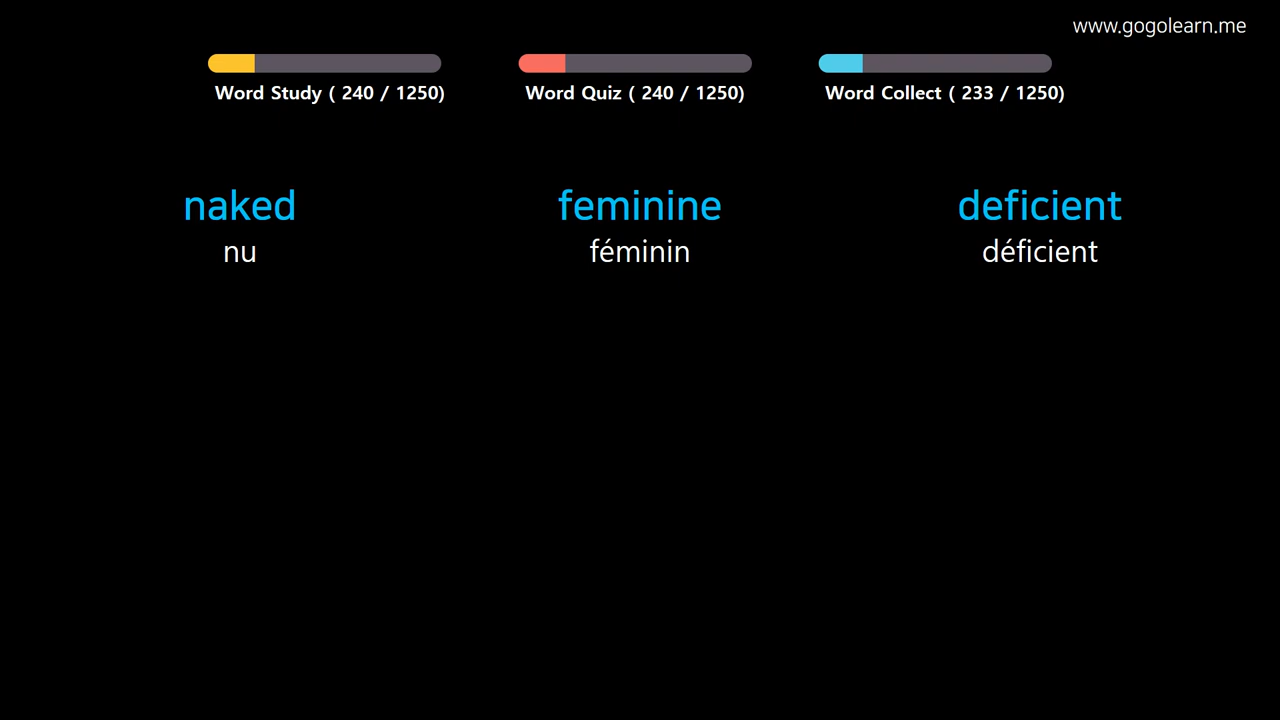 www.gogolearn.me
Word Study ( 240 / 1250)
Word Quiz ( 240 / 1250)
Word Collect ( 233 / 1250)
naked
nu
feminine
féminin
deficient
déficient